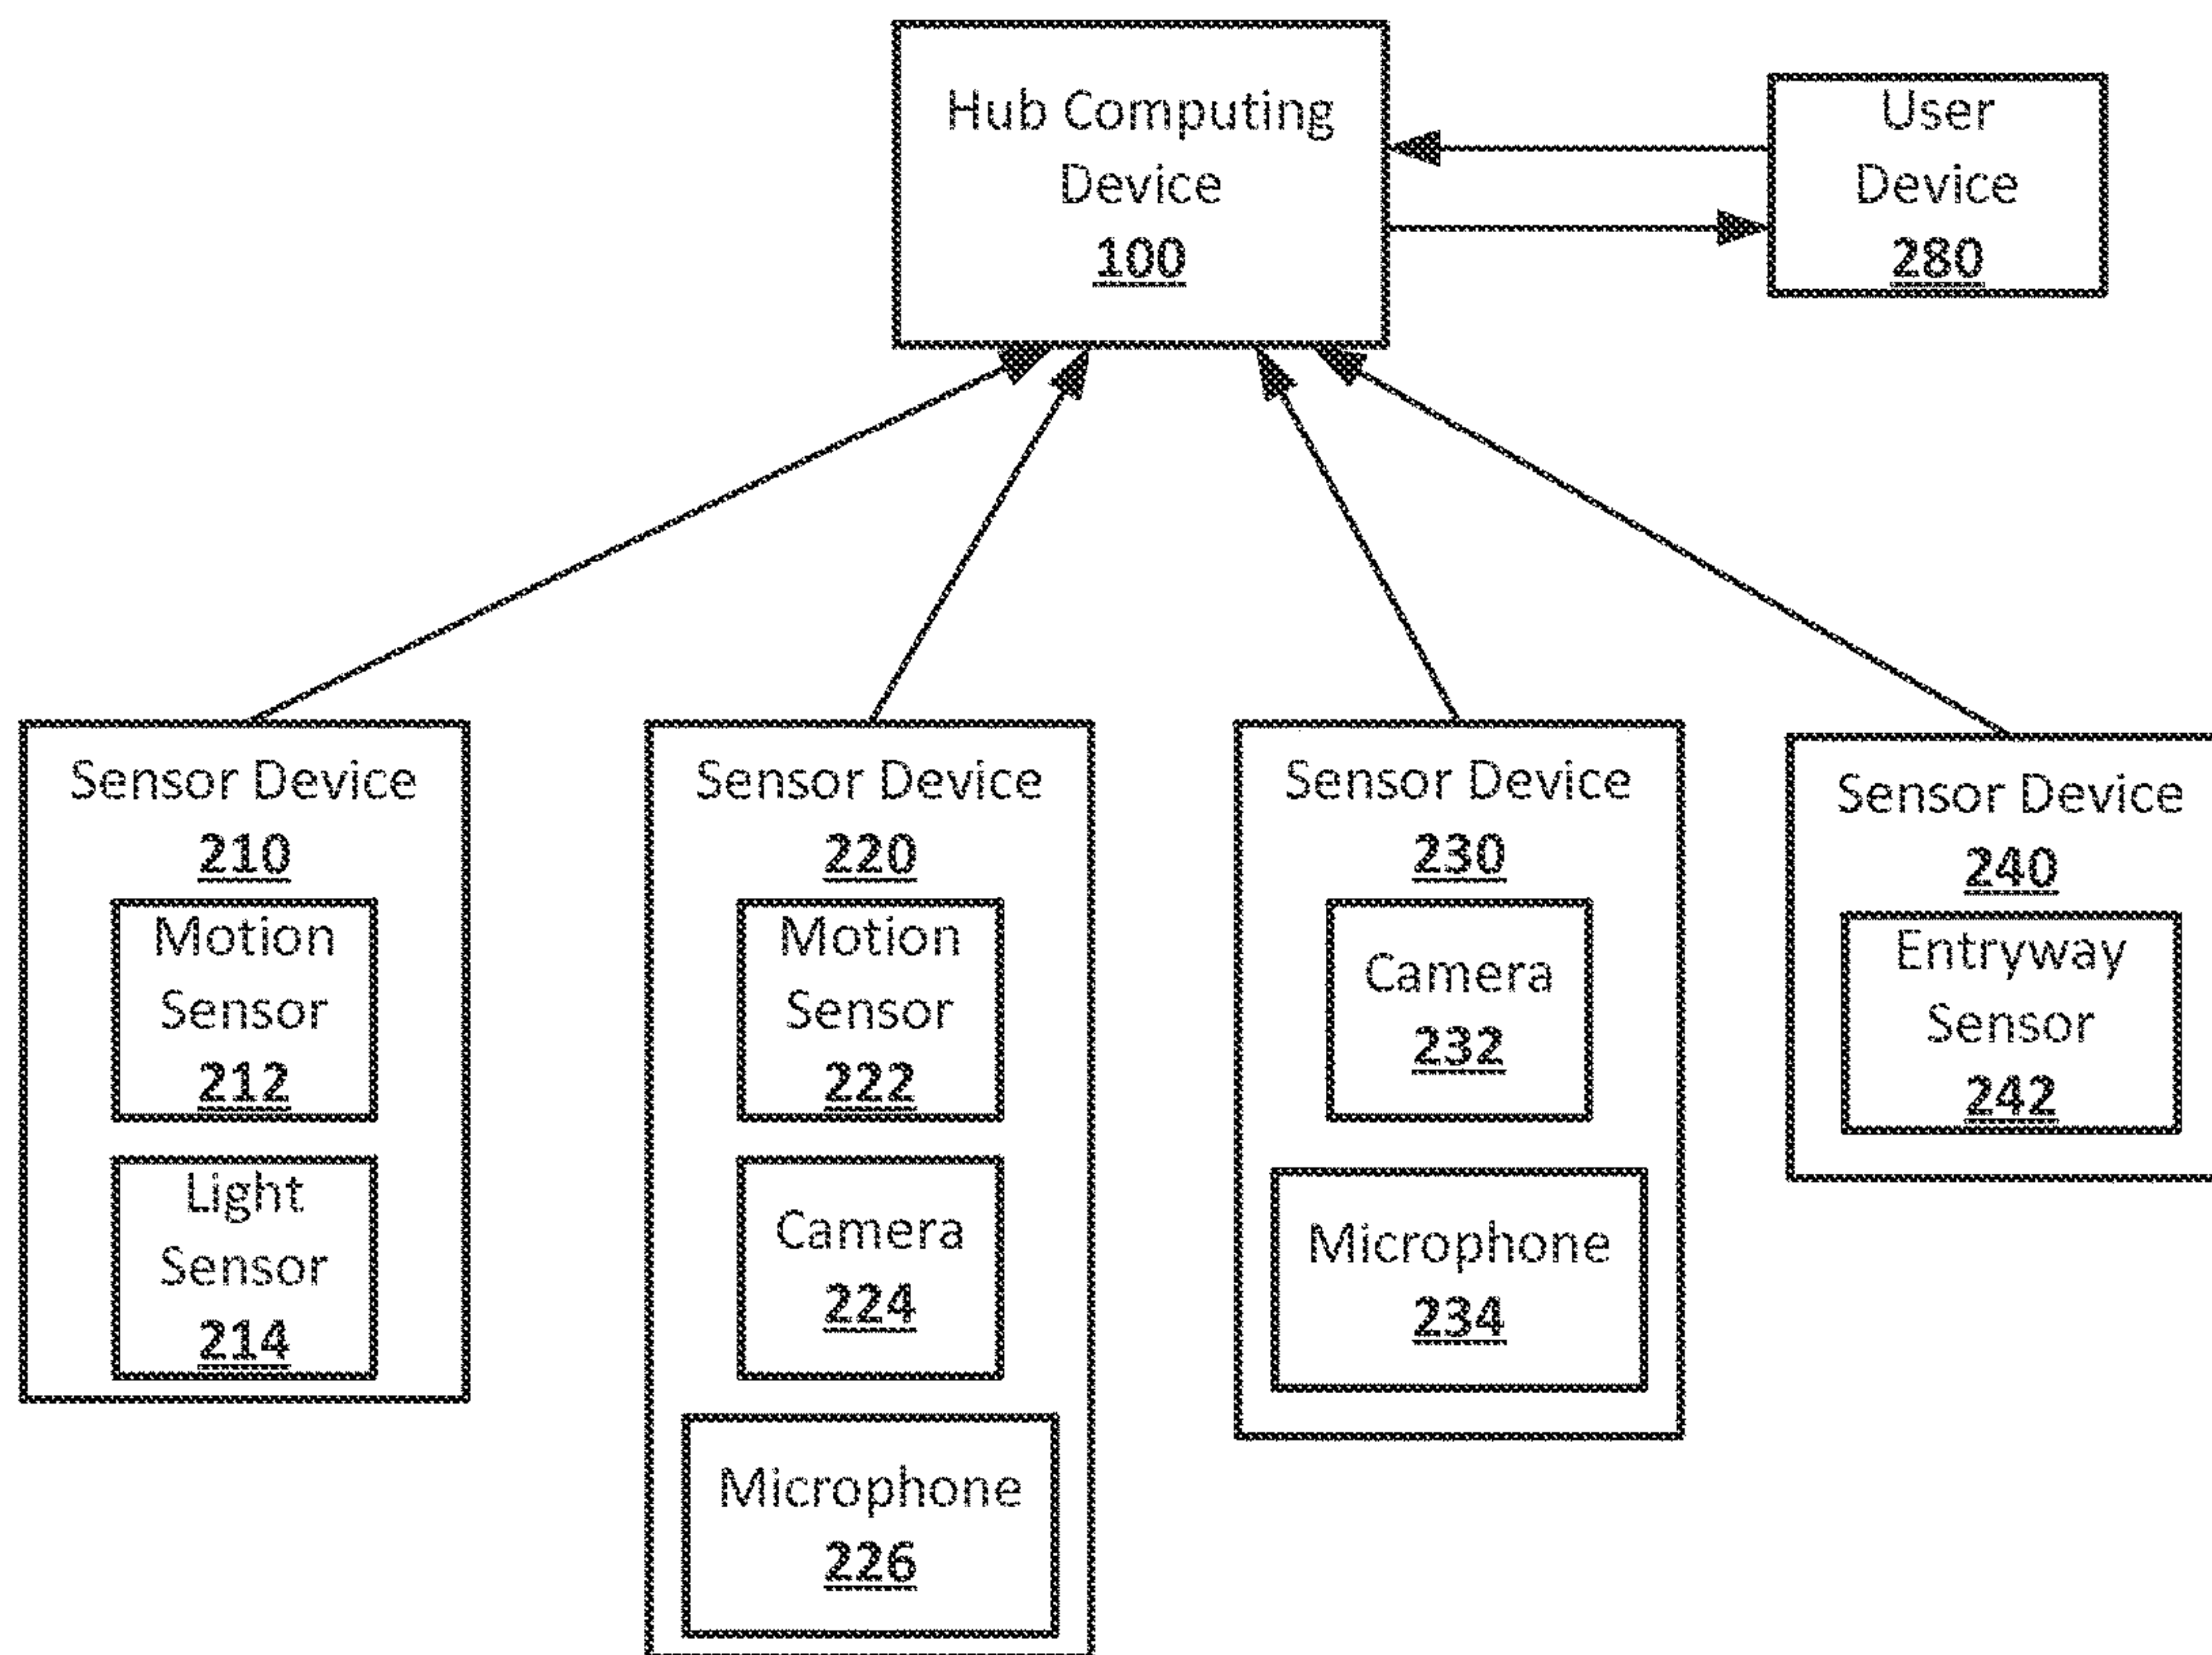 Hub Computing
Device
100
User
Device
280
Sensor Device
210
Motion
Sensor
212
Light
Sensor
214
Sensor Device
220
Motion
Sensor
222
Camera
224
Microphone
226
Sensor Device
230
Camera
232
Microphone
234
Sensor Device
240
Entryway
Sensor
242